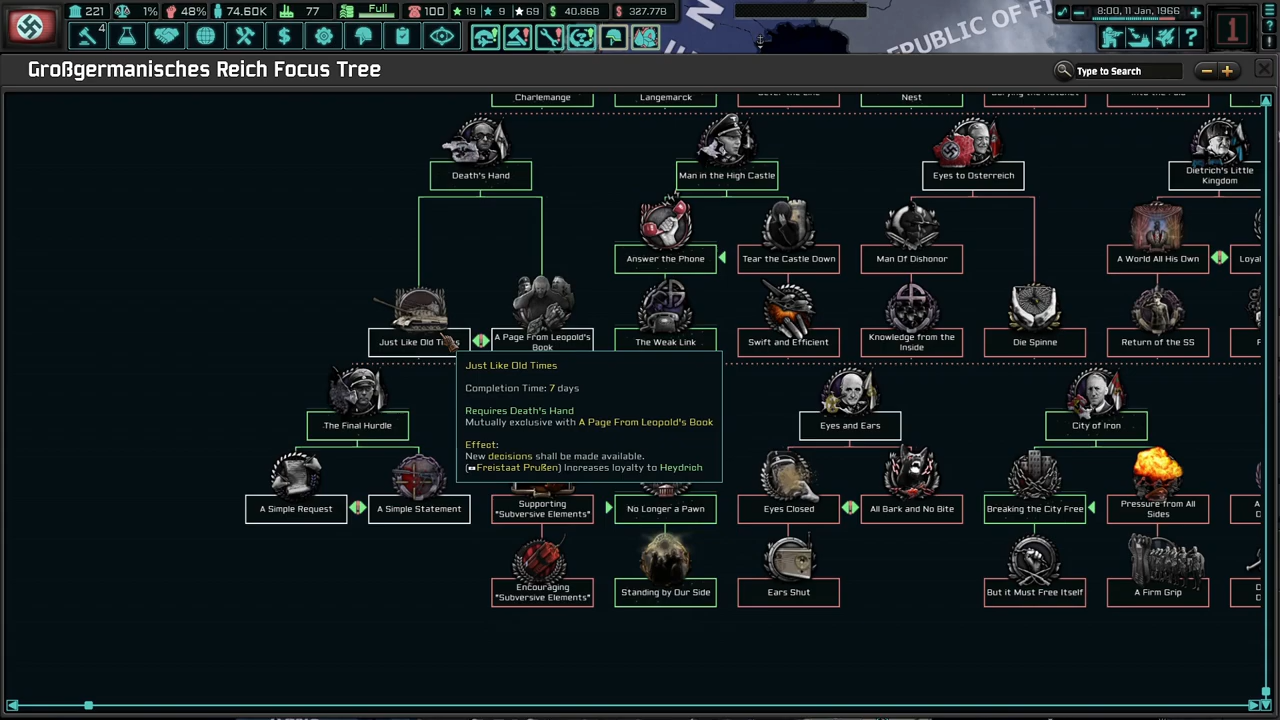 221 1% 48% 74.60K 77 Full 100 19 9 69 $ 40.86B $ 327.77B
8:00, 11 Jan, 1966
4
N
REPUBLIC OF FI
1
Großgermanisches Reich Focus Tree
Type to Search
Charlemange
Langemarck
Nest
Death's Hand
Man in the High Castle
Eyes to Osterreich
Dietrich's Little
Kingdom
Answer the Phone
Tear the Castle Down
Man Of Dishonor
A World All His Own
Loya
Just Like Old
A Page From Leopold's
Book
The Weak Link
Swift and Efficient
Knowledge from the
Inside
Die Spinne
Return of the SS
Just Like Old Times
Completion Time: 7 days
Requires Death's Hand
Mutually exclusive with A Page From Leopold's Book
Effect:
New decisions shall be made available.
(Freistaat Prußen) Increases loyalty to Heydrich
The Final Hurdle
Eyes and Ears
City of Iron
A Simple Request
A Simple Statement
Supporting
"Subversive Elements"
No Longer a Pawn
Eyes Closed
All Bark and No Bite
Breaking the City Free
Pressure from All
Sides
Encouraging
"Subversive Elements"
Standing by Our Side
Ears Shut
But it Must Free Itself
A Firm Grip